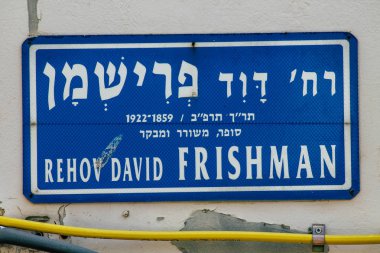 רח' דָּוִד פְרִישְׁמָן
תר"ך תרפ"ב / 1922-1859
סופר, משורר ומבקר
REHOV DAVID FRISHMAN